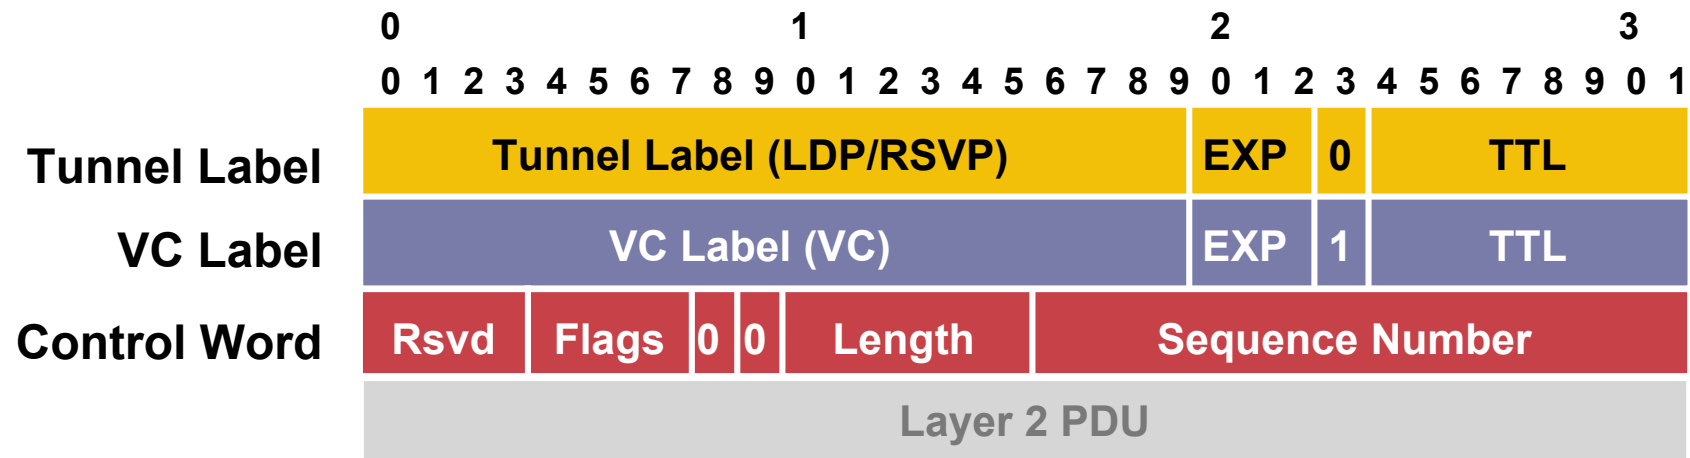 0 1 2 3
0 1 2 3 4 5 6 7 8 9 0 1 2 3 4 5 6 7 8 9 0 1 2 3 4 5 6 7 8 9 0 1
Tunnel Label Tunnel Label (LDP/RSVP) EXP 0 TTL
VC Label VC Label (VC) EXP 1 TTL
Control Word Rsvd Flags 0 0 Length Sequence Number
Layer 2 PDU